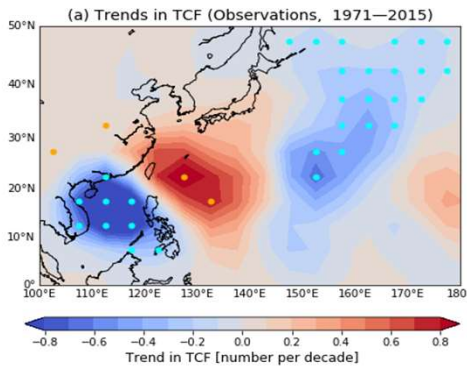 (a) Trends in TCF (Observations, 1971—2015)
50°N
40°N
30°N
20°N
10°N
0°
100°E 110°E 120°E 130°E 140°E 150°E 160°E 170°E 180°
−0.8 −0.6 −0.4 −0.2 0.0 0.2 0.4 0.6 0.8
Trend in TCF [number per decade]